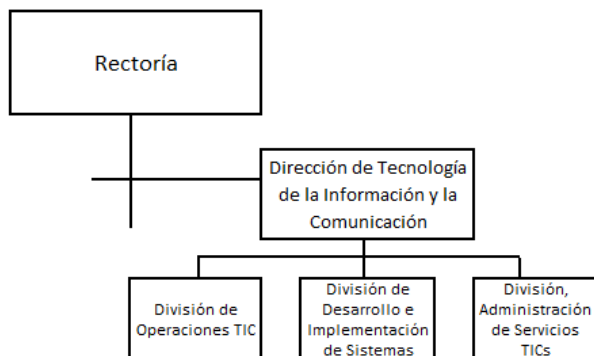 Rectoría
Dirección de Tecnología
de la Información y la
Comunicación
División de
Operaciones TIC
División de
Desarrollo e
Implementación
de Sistemas
División,
Administración
de Servicios
TICs